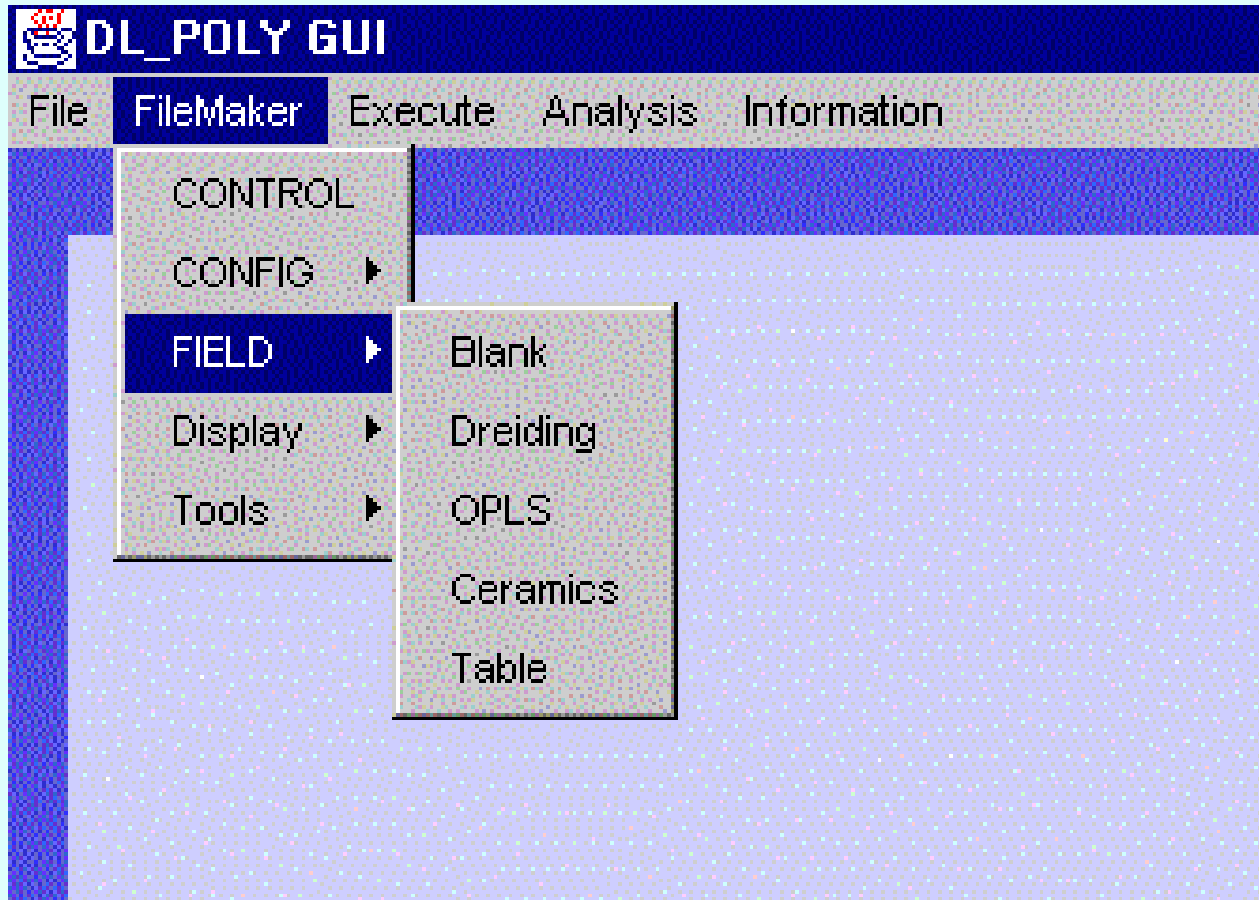 DL_POLY GUI
File FileMaker Execute Analysis Information
CONTROL
CONFIG
FIELD
Display
Tools
Blank
Dreiding
OPLS
Ceramics
Table